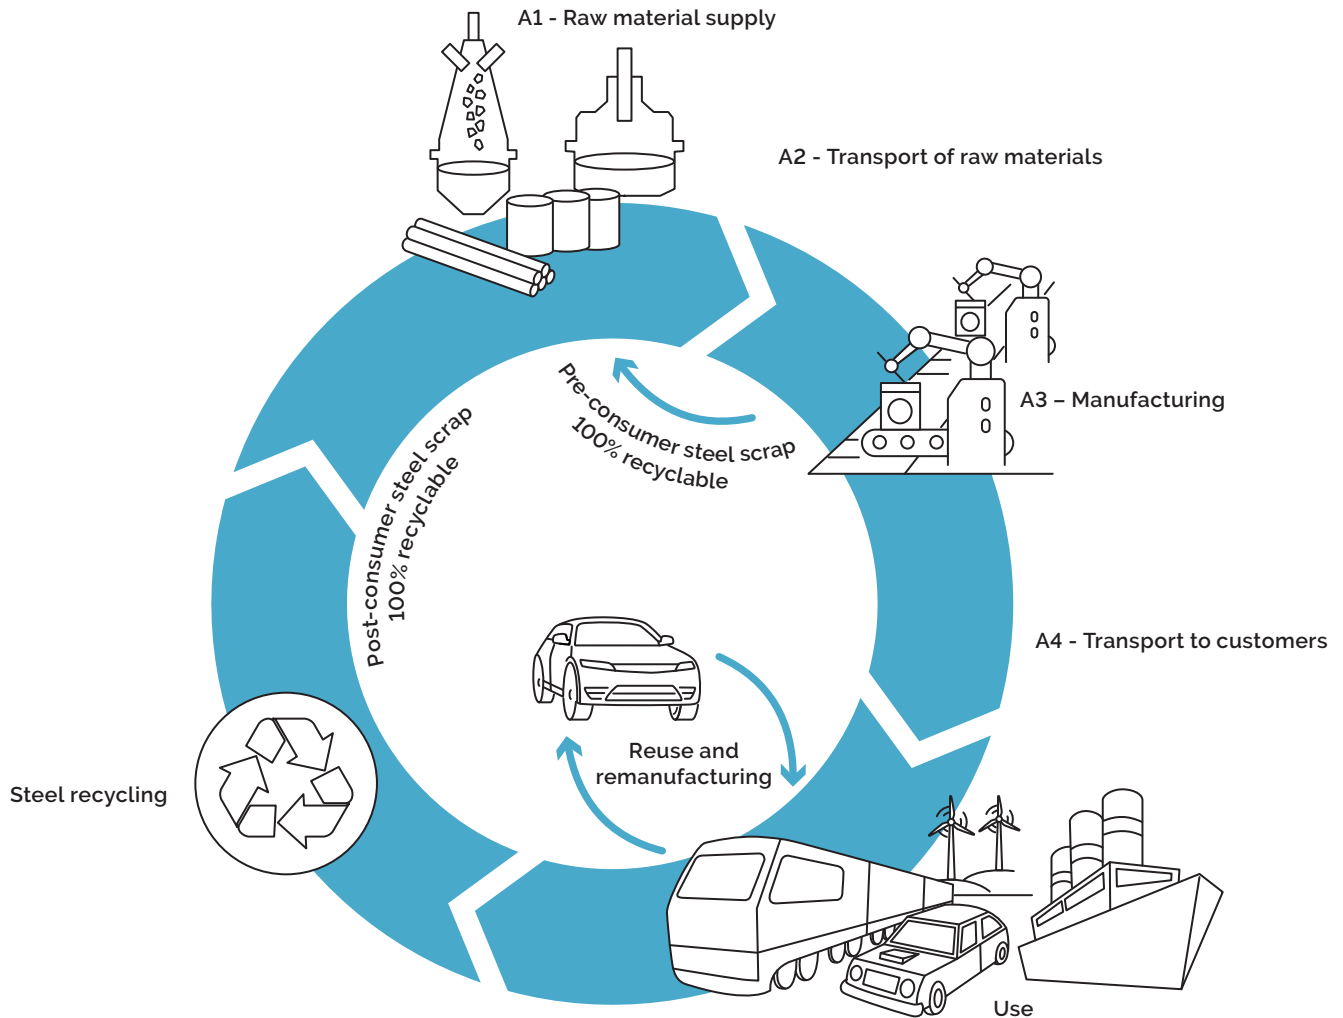 A1 - Raw material supply
A2 - Transport of raw materials
A3 – Manufacturing
Pre-consumer steel scrap
100% recyclable
Post-consumer steel scrap
100% recyclable
A4 - Transport to customers
Reuse and
remanufacturing
Steel recycling
Use